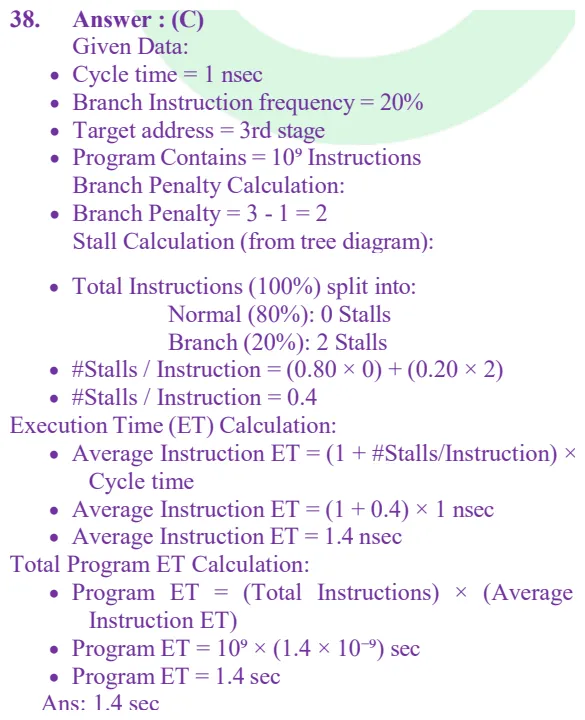 38. Answer : (C)
Given Data:
• Cycle time = 1 nsec
• Branch Instruction frequency = 20%
• Target address = 3rd stage
• Program Contains = 10⁹ Instructions
Branch Penalty Calculation:
• Branch Penalty = 3 - 1 = 2
Stall Calculation (from tree diagram):
• Total Instructions (100%) split into:
Normal (80%): 0 Stalls
Branch (20%): 2 Stalls
• #Stalls / Instruction = (0.80 × 0) + (0.20 × 2)
• #Stalls / Instruction = 0.4
Execution Time (ET) Calculation:
• Average Instruction ET = (1 + #Stalls/Instruction) ×
Cycle time
• Average Instruction ET = (1 + 0.4) × 1 nsec
• Average Instruction ET = 1.4 nsec
Total Program ET Calculation:
• Program ET = (Total Instructions) × (Average
Instruction ET)
• Program ET = 10⁹ × (1.4 × 10⁻⁹) sec
• Program ET = 1.4 sec
Ans: 1.4 sec